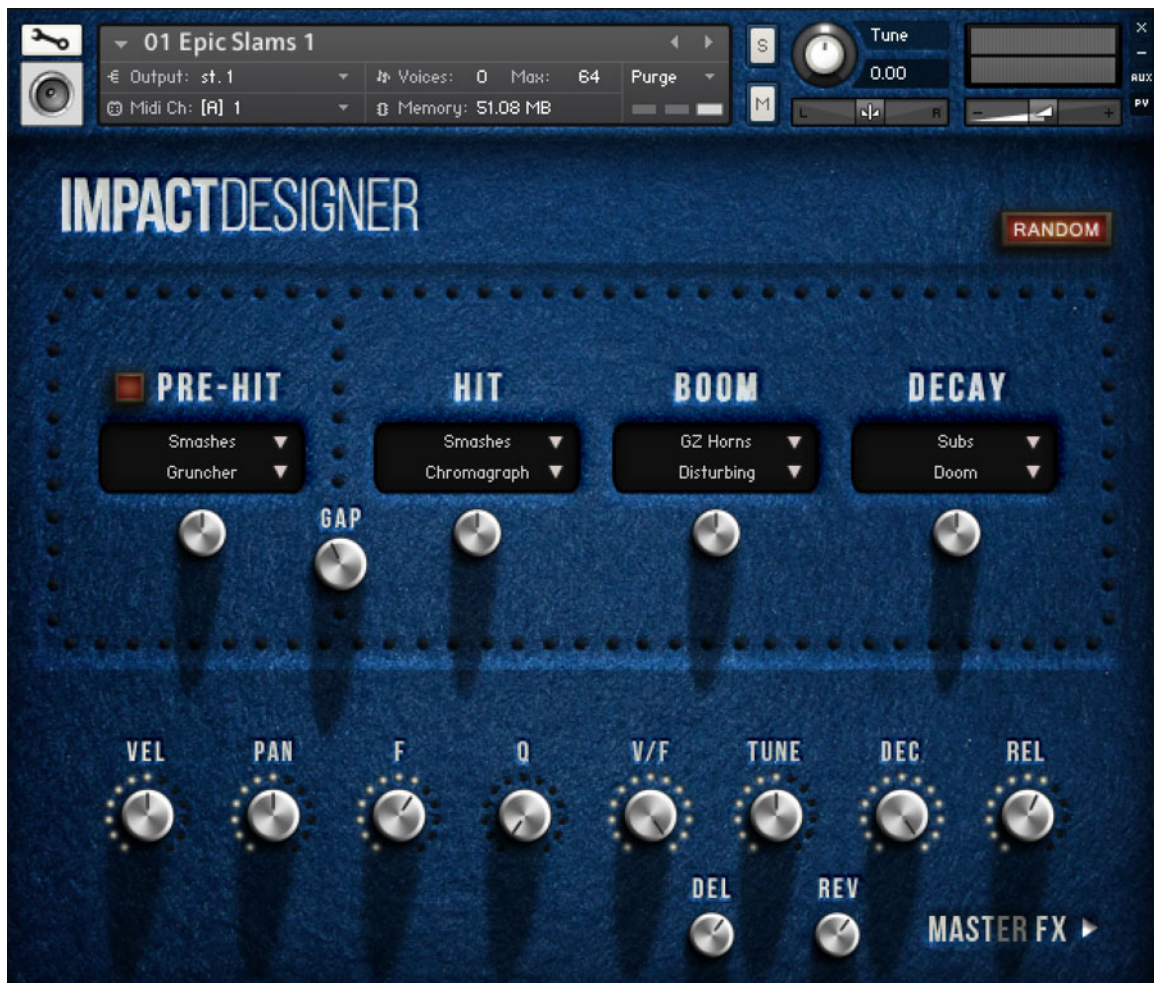 01 Epic Slams 1
S
Tune
0.00
×
–
AUX
PV
Output: st. 1
Voices: 0 Max: 64
Purge
Midi Ch: [A] 1
Memory: 51.08 MB
M
L R
- +
IMPACTDESIGNER
RANDOM
PRE-HIT HIT BOOM DECAY
Smashes Smashes GZ Horns Subs
Gruncher Chromagraph Disturbing Doom
GAP
VEL PAN F Q V/F TUNE DEC REL
DEL REV
MASTER FX